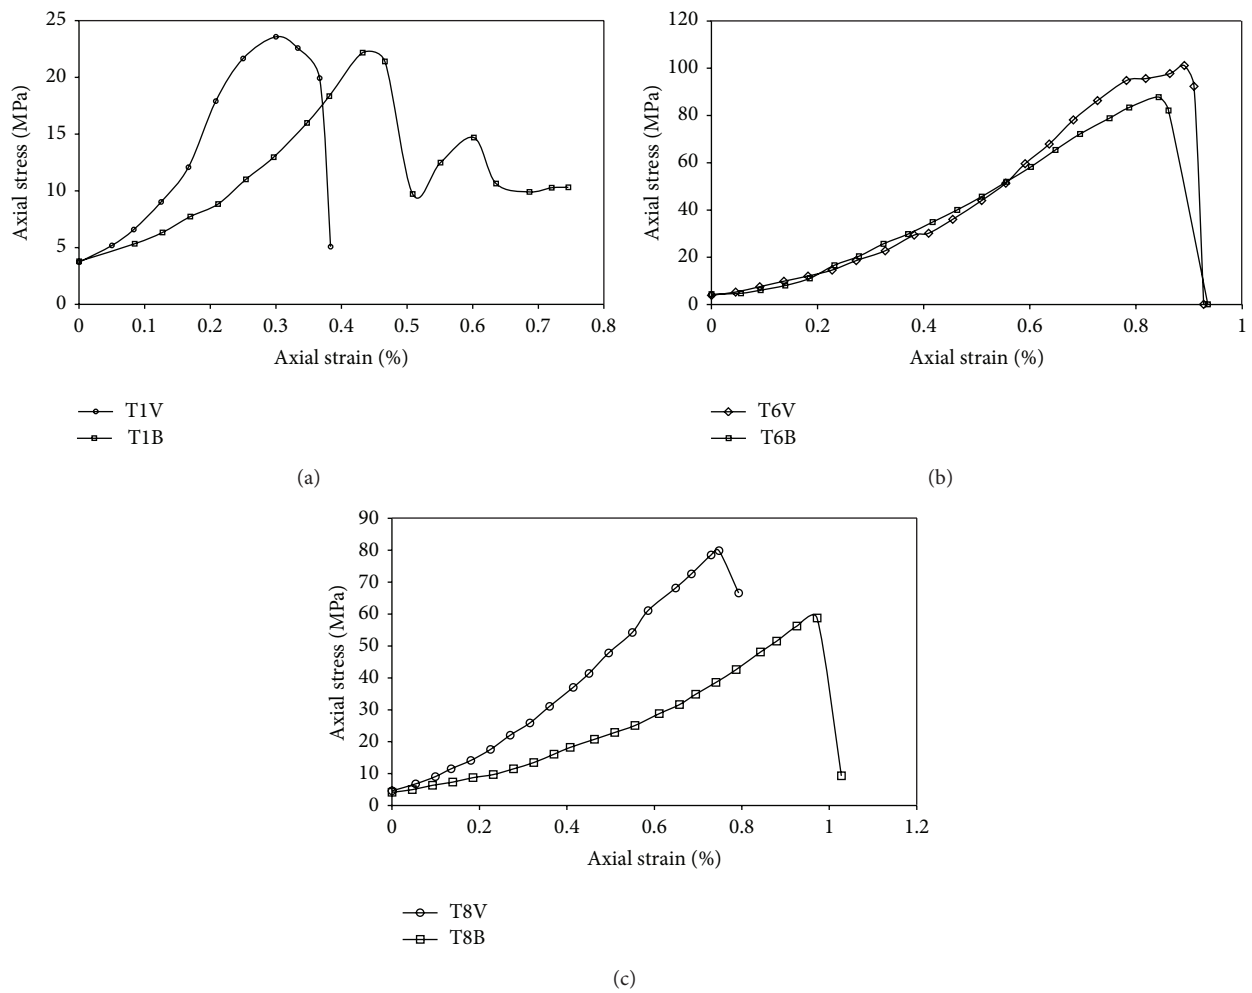 25
20
15
10
5
0
Axial stress (MPa)
0 0.1 0.2 0.3 0.4 0.5 0.6 0.7 0.8
Axial strain (%)
T1V
T1B
(a)
120
100
80
60
40
20
0
Axial stress (MPa)
0 0.2 0.4 0.6 0.8 1
Axial strain (%)
T6V
T6B
(b)
90
80
70
60
50
40
30
20
10
0
Axial stress (MPa)
0 0.2 0.4 0.6 0.8 1 1.2
Axial strain (%)
T8V
T8B
(c)